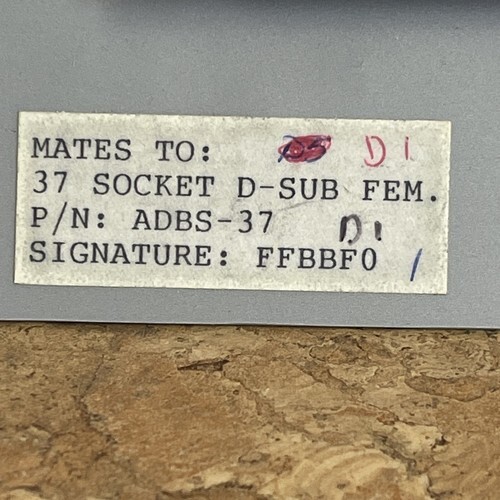 MATES TO: D1
37 SOCKET D-SUB FEM.
P/N: ADBS-37 D1
SIGNATURE: FFBBF0 /